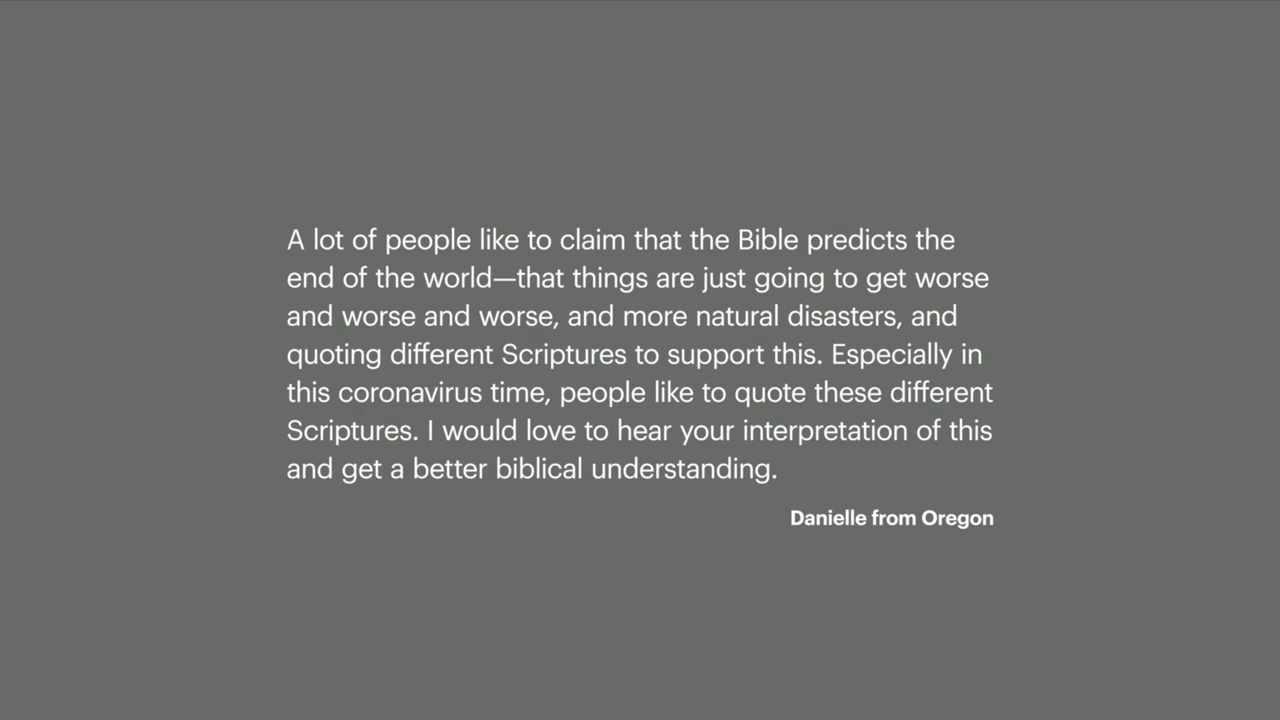 A lot of people like to claim that the Bible predicts the
end of the world—that things are just going to get worse
and worse and worse, and more natural disasters, and
quoting different Scriptures to support this. Especially in
this coronavirus time, people like to quote these different
Scriptures. I would love to hear your interpretation of this
and get a better biblical understanding.
Danielle from Oregon